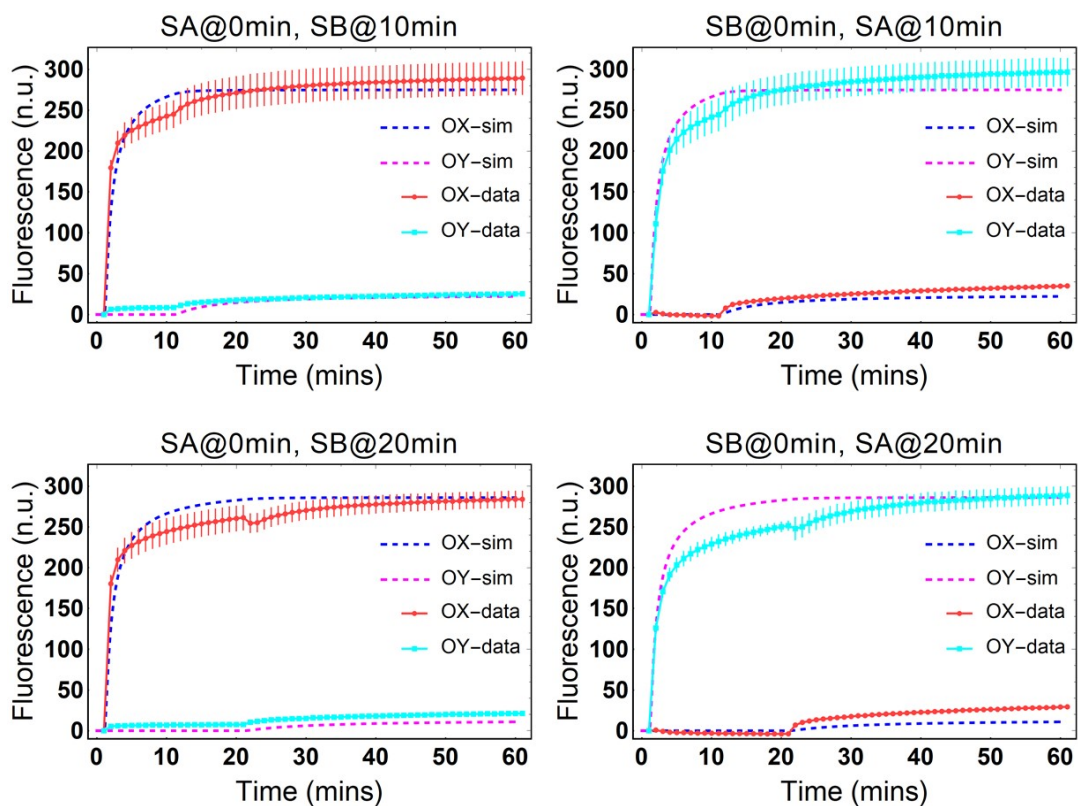 SA@0min, SB@10min
Fluorescence (n.u.)
300
250
200
150
100
50
0
OX-sim
OY-sim
OX-data
OY-data
0 10 20 30 40 50 60
Time (mins)
SB@0min, SA@10min
Fluorescence (n.u.)
300
250
200
150
100
50
0
OX-sim
OY-sim
OX-data
OY-data
0 10 20 30 40 50 60
Time (mins)
SA@0min, SB@20min
Fluorescence (n.u.)
300
250
200
150
100
50
0
OX-sim
OY-sim
OX-data
OY-data
0 10 20 30 40 50 60
Time (mins)
SB@0min, SA@20min
Fluorescence (n.u.)
300
250
200
150
100
50
0
OX-sim
OY-sim
OX-data
OY-data
0 10 20 30 40 50 60
Time (mins)